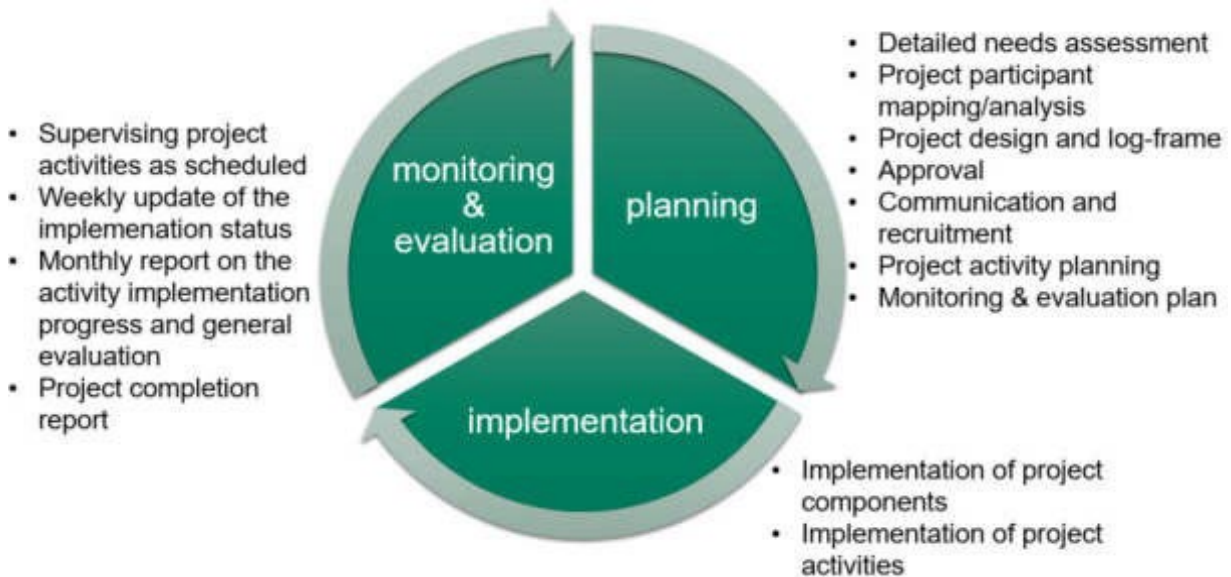 monitoring
&
evaluation
planning
implementation
• Detailed needs assessment
• Project participant
mapping/analysis
• Project design and log-frame
• Approval
• Communication and
recruitment
• Project activity planning
• Monitoring & evaluation plan
• Implementation of project
components
• Implementation of project
activities
• Supervising project
activities as scheduled
• Weekly update of the
implemenation status
• Monthly report on the
activity implementation
progress and general
evaluation
• Project completion
report